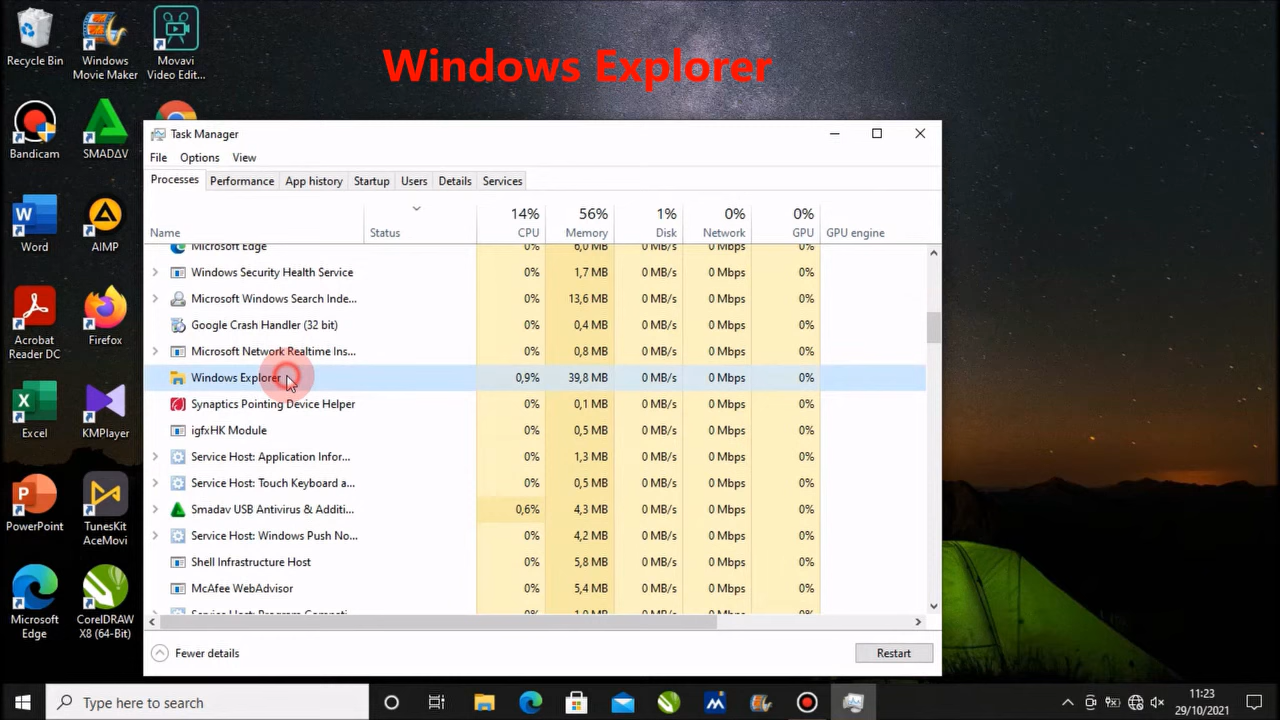 Windows Explorer
Recycle Bin
Windows Movie Maker
Movavi Video Edit...
Bandicam
SMADΔV
Word
AIMP
Acrobat Reader DC
Firefox
Excel
KMPlayer
PowerPoint
TunesKit AceMovi
Microsoft Edge
CorelDRAW X8 (64-Bit)
Task Manager
File Options View
Processes Performance App history Startup Users Details Services
14% 56% 1% 0% 0%
Name Status CPU Memory Disk Network GPU GPU engine
Microsoft Edge 0% 6,0 MB 0 MB/s 0 Mbps 0%
Windows Security Health Service 0% 1,7 MB 0 MB/s 0 Mbps 0%
Microsoft Windows Search Inde... 0% 13,6 MB 0 MB/s 0 Mbps 0%
Google Crash Handler (32 bit) 0% 0,4 MB 0 MB/s 0 Mbps 0%
Microsoft Network Realtime Ins... 0% 0,8 MB 0 MB/s 0 Mbps 0%
Windows Explorer 0,9% 39,8 MB 0 MB/s 0 Mbps 0%
Synaptics Pointing Device Helper 0% 0,1 MB 0 MB/s 0 Mbps 0%
igfxHK Module 0% 0,5 MB 0 MB/s 0 Mbps 0%
Service Host: Application Infor... 0% 1,3 MB 0 MB/s 0 Mbps 0%
Service Host: Touch Keyboard a... 0% 0,5 MB 0 MB/s 0 Mbps 0%
Smadav USB Antivirus & Additi... 0,6% 4,3 MB 0 MB/s 0 Mbps 0%
Service Host: Windows Push No... 0% 4,2 MB 0 MB/s 0 Mbps 0%
Shell Infrastructure Host 0% 5,8 MB 0 MB/s 0 Mbps 0%
McAfee WebAdvisor 0% 5,4 MB 0 MB/s 0 Mbps 0%
Fewer details
Restart
Type here to search
11:23
29/10/2021